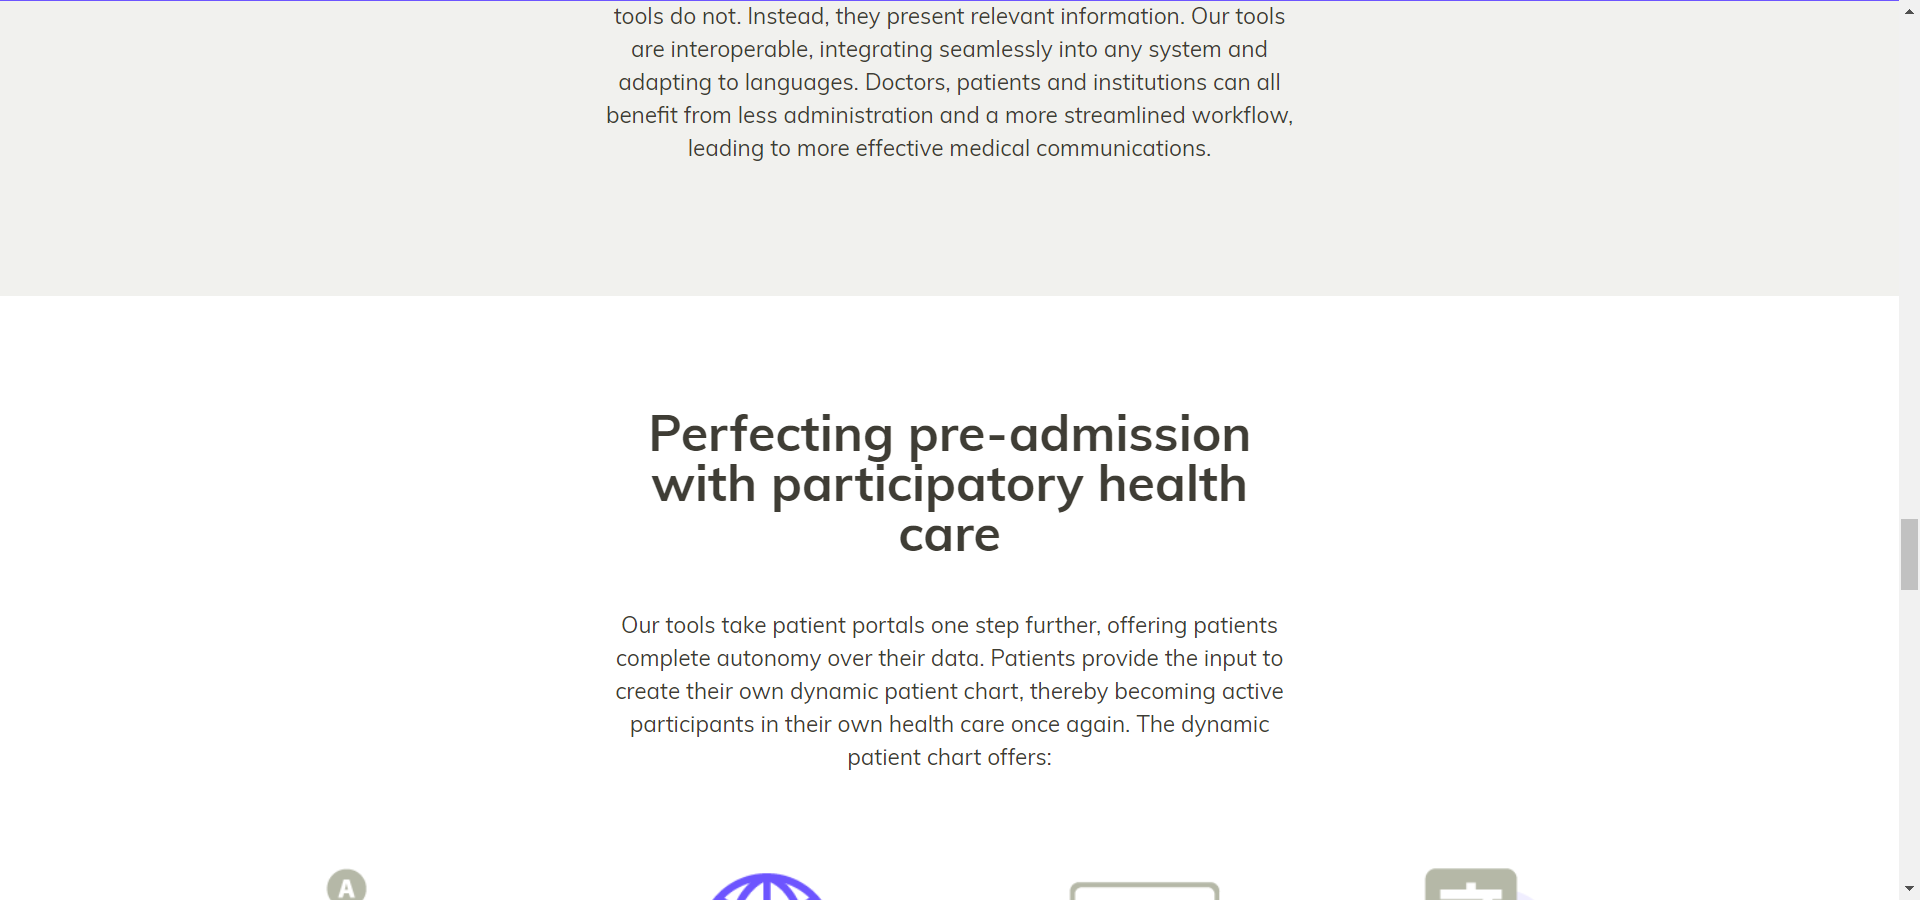 tools do not. Instead, they present relevant information. Our tools
are interoperable, integrating seamlessly into any system and
adapting to languages. Doctors, patients and institutions can all
benefit from less administration and a more streamlined workflow,
leading to more effective medical communications.
Perfecting pre-admission
with participatory health
care
Our tools take patient portals one step further, offering patients
complete autonomy over their data. Patients provide the input to
create their own dynamic patient chart, thereby becoming active
participants in their own health care once again. The dynamic
patient chart offers:
A